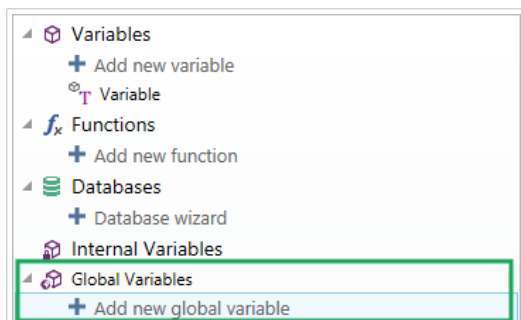 Variables
Add new variable
T Variable
fx Functions
Add new function
Databases
Database wizard
Internal Variables
Global Variables
Add new global variable